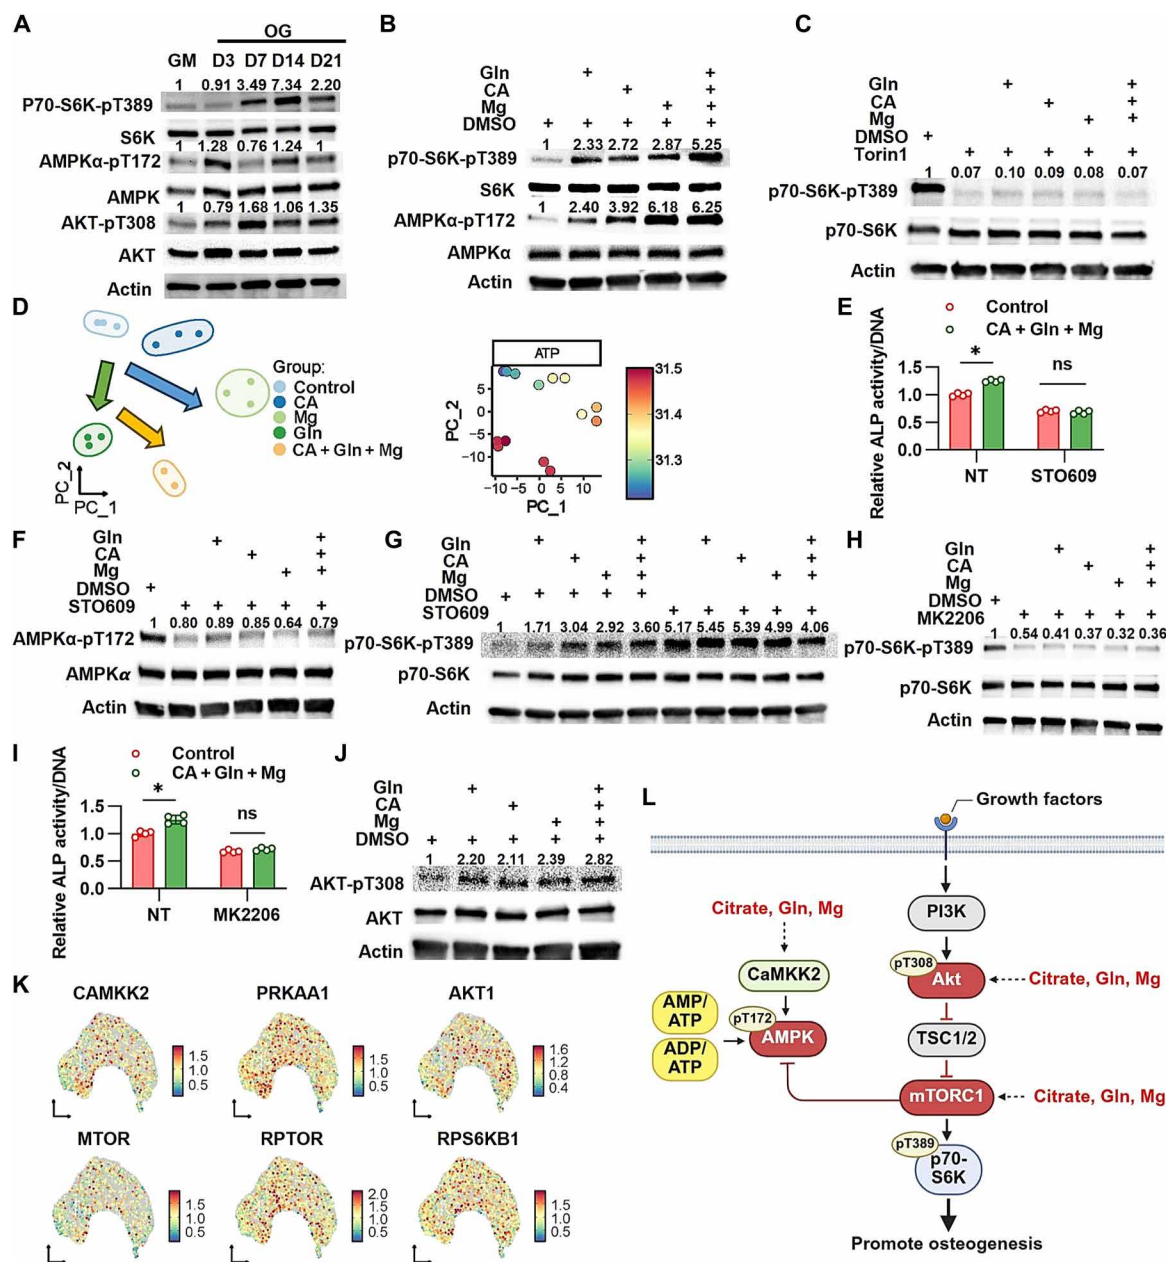 A
OG
GM D3 D7 D14 D21
1 0.91 3.49 7.34 2.20
P70-S6K-pT389
S6K
1 1.28 0.76 1.24 1
AMPKα-pT172
AMPK
1 0.79 1.68 1.06 1.35
AKT-pT308
AKT
Actin
B
Gln +      +
CA +     +
Mg +    +
DMSO + + + + +
1 2.33 2.72 2.87 5.25
p70-S6K-pT389
S6K
1 2.40 3.92 6.18 6.25
AMPKα-pT172
AMPKα
Actin
C
Gln + +
CA + +
Mg + +
DMSO +
Torin1 + + + + +
1 0.07 0.10 0.09 0.08 0.07
p70-S6K-pT389
p70-S6K
Actin
D
Group:
Control
CA
Mg
Gln
CA + Gln + Mg
PC_2
PC_1
ATP
PC_2
5
0
−5
−10
−10 −5 0 5 10
PC_1
31.5
31.4
31.3
E
Control
CA + Gln + Mg
Relative ALP activity/DNA
1.5
1.0
0.5
0.0
*
ns
NT STO609
F
Gln + +
CA + +
Mg + +
DMSO +
STO609 + + + + +
1 0.80 0.89 0.85 0.64 0.79
AMPKα-pT172
AMPKα
Actin
G
Gln + + + +
CA + + + +
Mg + + + +
DMSO + + + + +
STO609 + + + + +
1 1.71 3.04 2.92 3.60 5.17 5.45 5.39 4.99 4.06
p70-S6K-pT389
p70-S6K
Actin
H
Gln + +
CA + +
Mg + +
DMSO +
MK2206 + + + + +
1 0.54 0.41 0.37 0.32 0.36
p70-S6K-pT389
p70-S6K
Actin
I
Control
CA + Gln + Mg
Relative ALP activity/DNA
1.5
1.0
0.5
0.0
*
ns
NT MK2206
J
Gln + +
CA + +
Mg + +
DMSO + + + + +
1 2.20 2.11 2.39 2.82
AKT-pT308
AKT
Actin
K
CAMKK2
1.5
1.0
0.5
PRKAA1
1.5
1.0
0.5
AKT1
1.6
1.2
0.8
0.4
MTOR
1.5
1.0
0.5
RPTOR
2.0
1.5
1.0
0.5
RPS6KB1
1.5
1.0
0.5
L
Growth factors
PI3K
Citrate, Gln, Mg
pT308
Akt
Citrate, Gln, Mg
CaMKK2
AMP/
ATP
ADP/
ATP
pT172
AMPK
TSC1/2
mTORC1
Citrate, Gln, Mg
pT389
p70-
S6K
Promote osteogenesis